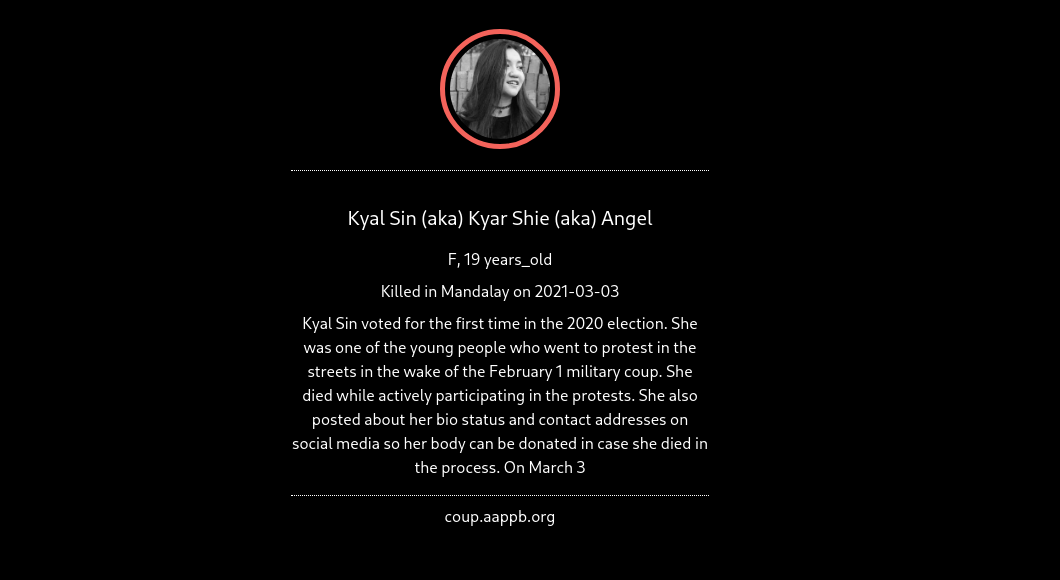 Kyal Sin (aka) Kyar Shie (aka) Angel
F, 19 years_old
Killed in Mandalay on 2021-03-03
Kyal Sin voted for the first time in the 2020 election. She
was one of the young people who went to protest in the
streets in the wake of the February 1 military coup. She
died while actively participating in the protests. She also
posted about her bio status and contact addresses on
social media so her body can be donated in case she died in
the process. On March 3
coup.aappb.org